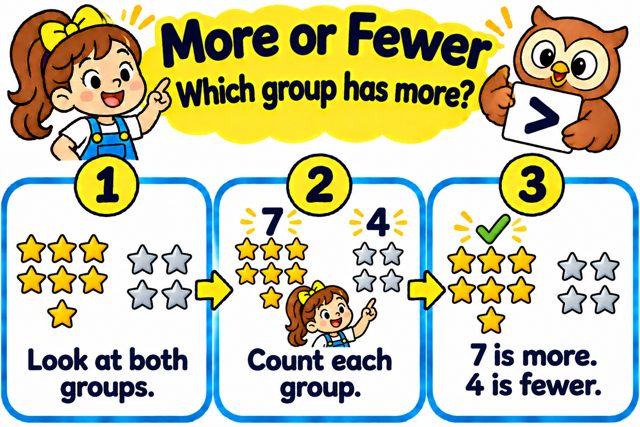 More or Fewer
Which group has more?
>
1
Look at both
groups.
2
7 4
Count each
group.
3
7 is more.
4 is fewer.